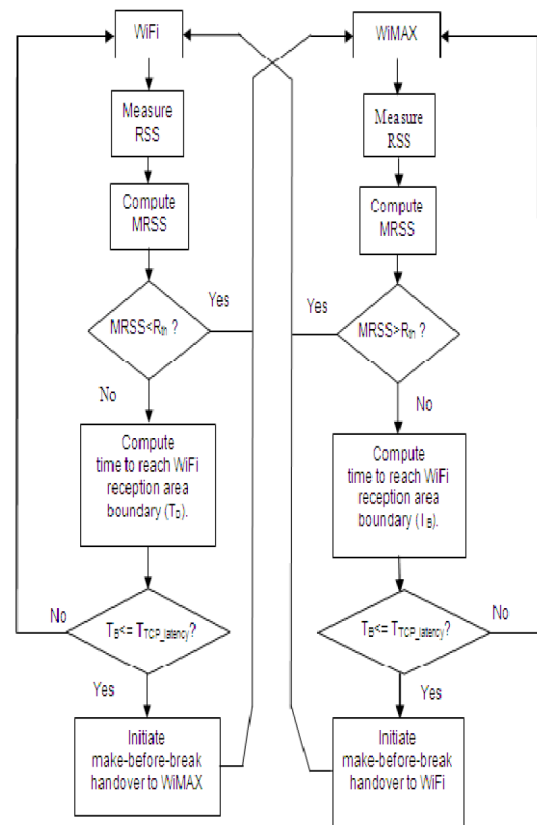 WiFi
Measure
RSS
Compute
MRSS
MRSS<Rth ?
Yes
No
Compute
time to reach WiFi
reception area
boundary (TB).
TB<= TTCP_latency?
No
Yes
Initiate
make-before-break
handover to WiMAX
WiMAX
Measure
RSS
Compute
MRSS
MRSS>Rth ?
Yes
No
Compute
time to reach WiFi
reception area
boundary (TB).
TB<= TTCP_latency?
No
Yes
Initiate
make-before-break
handover to WiFi